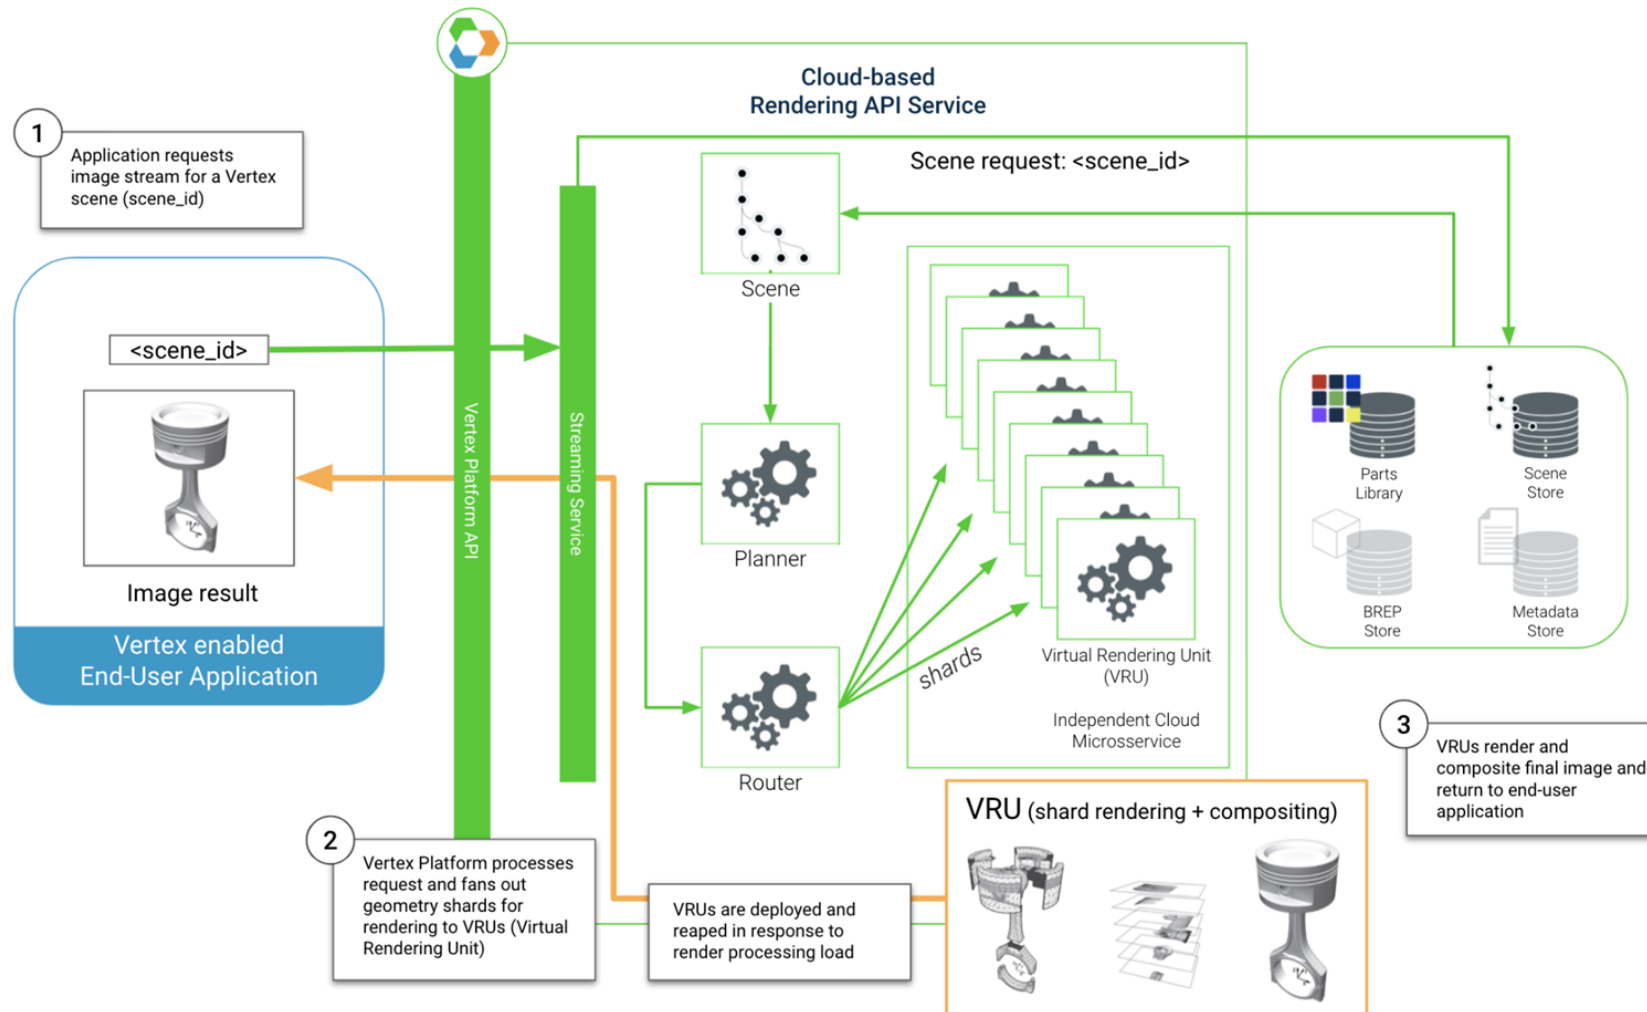 Cloud-based
Rendering API Service
1
Application requests
image stream for a Vertex
scene (scene_id)
Scene request: <scene_id>
Scene
<scene_id>
Image result
Vertex enabled
End-User Application
Vertex Platform API
Streaming Service
Planner
Router
shards
Virtual Rendering Unit
(VRU)
Independent Cloud
Microsservice
Parts
Library
Scene
Store
BREP
Store
Metadata
Store
2
Vertex Platform processes
request and fans out
geometry shards for
rendering to VRUs (Virtual
Rendering Unit)
VRUs are deployed and
reaped in response to
render processing load
VRU (shard rendering + compositing)
3
VRUs render and
composite final image and
return to end-user
application